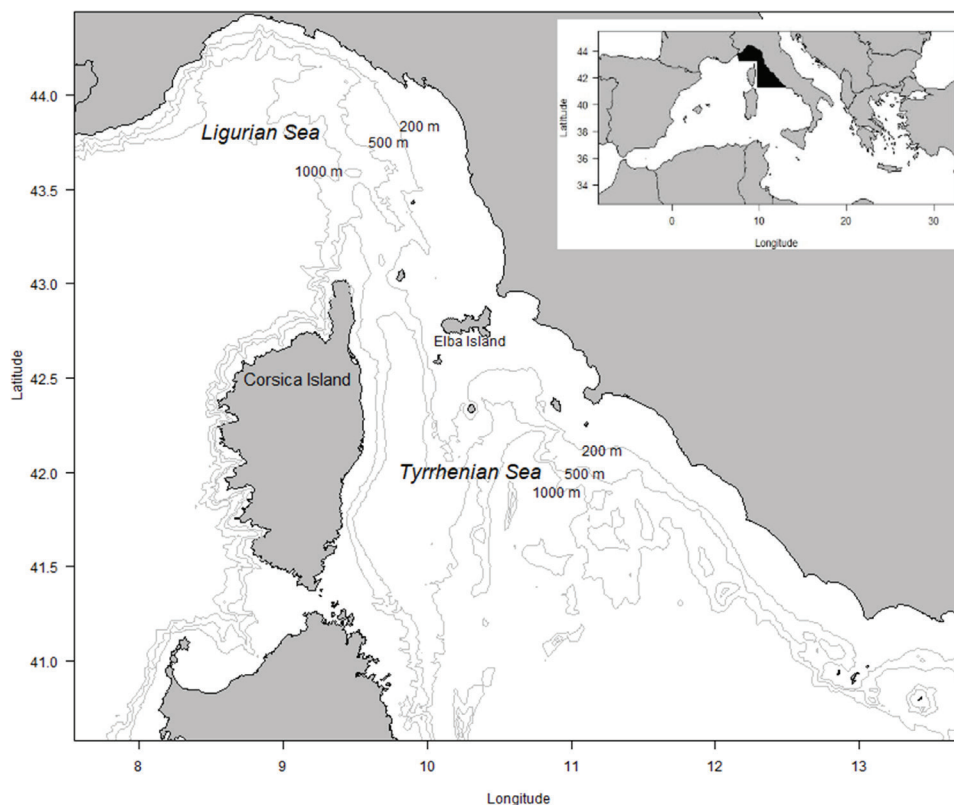 44
42
40
38
36
34
Latitude
0
10
20
30
Longitude
44.0
43.5
43.0
42.5
42.0
41.5
41.0
Latitude
Ligurian Sea
200 m
500 m
1000 m
Elba Island
Corsica Island
Tyrrhenian Sea
200 m
500 m
1000 m
8
9
10
11
12
13
Longitude